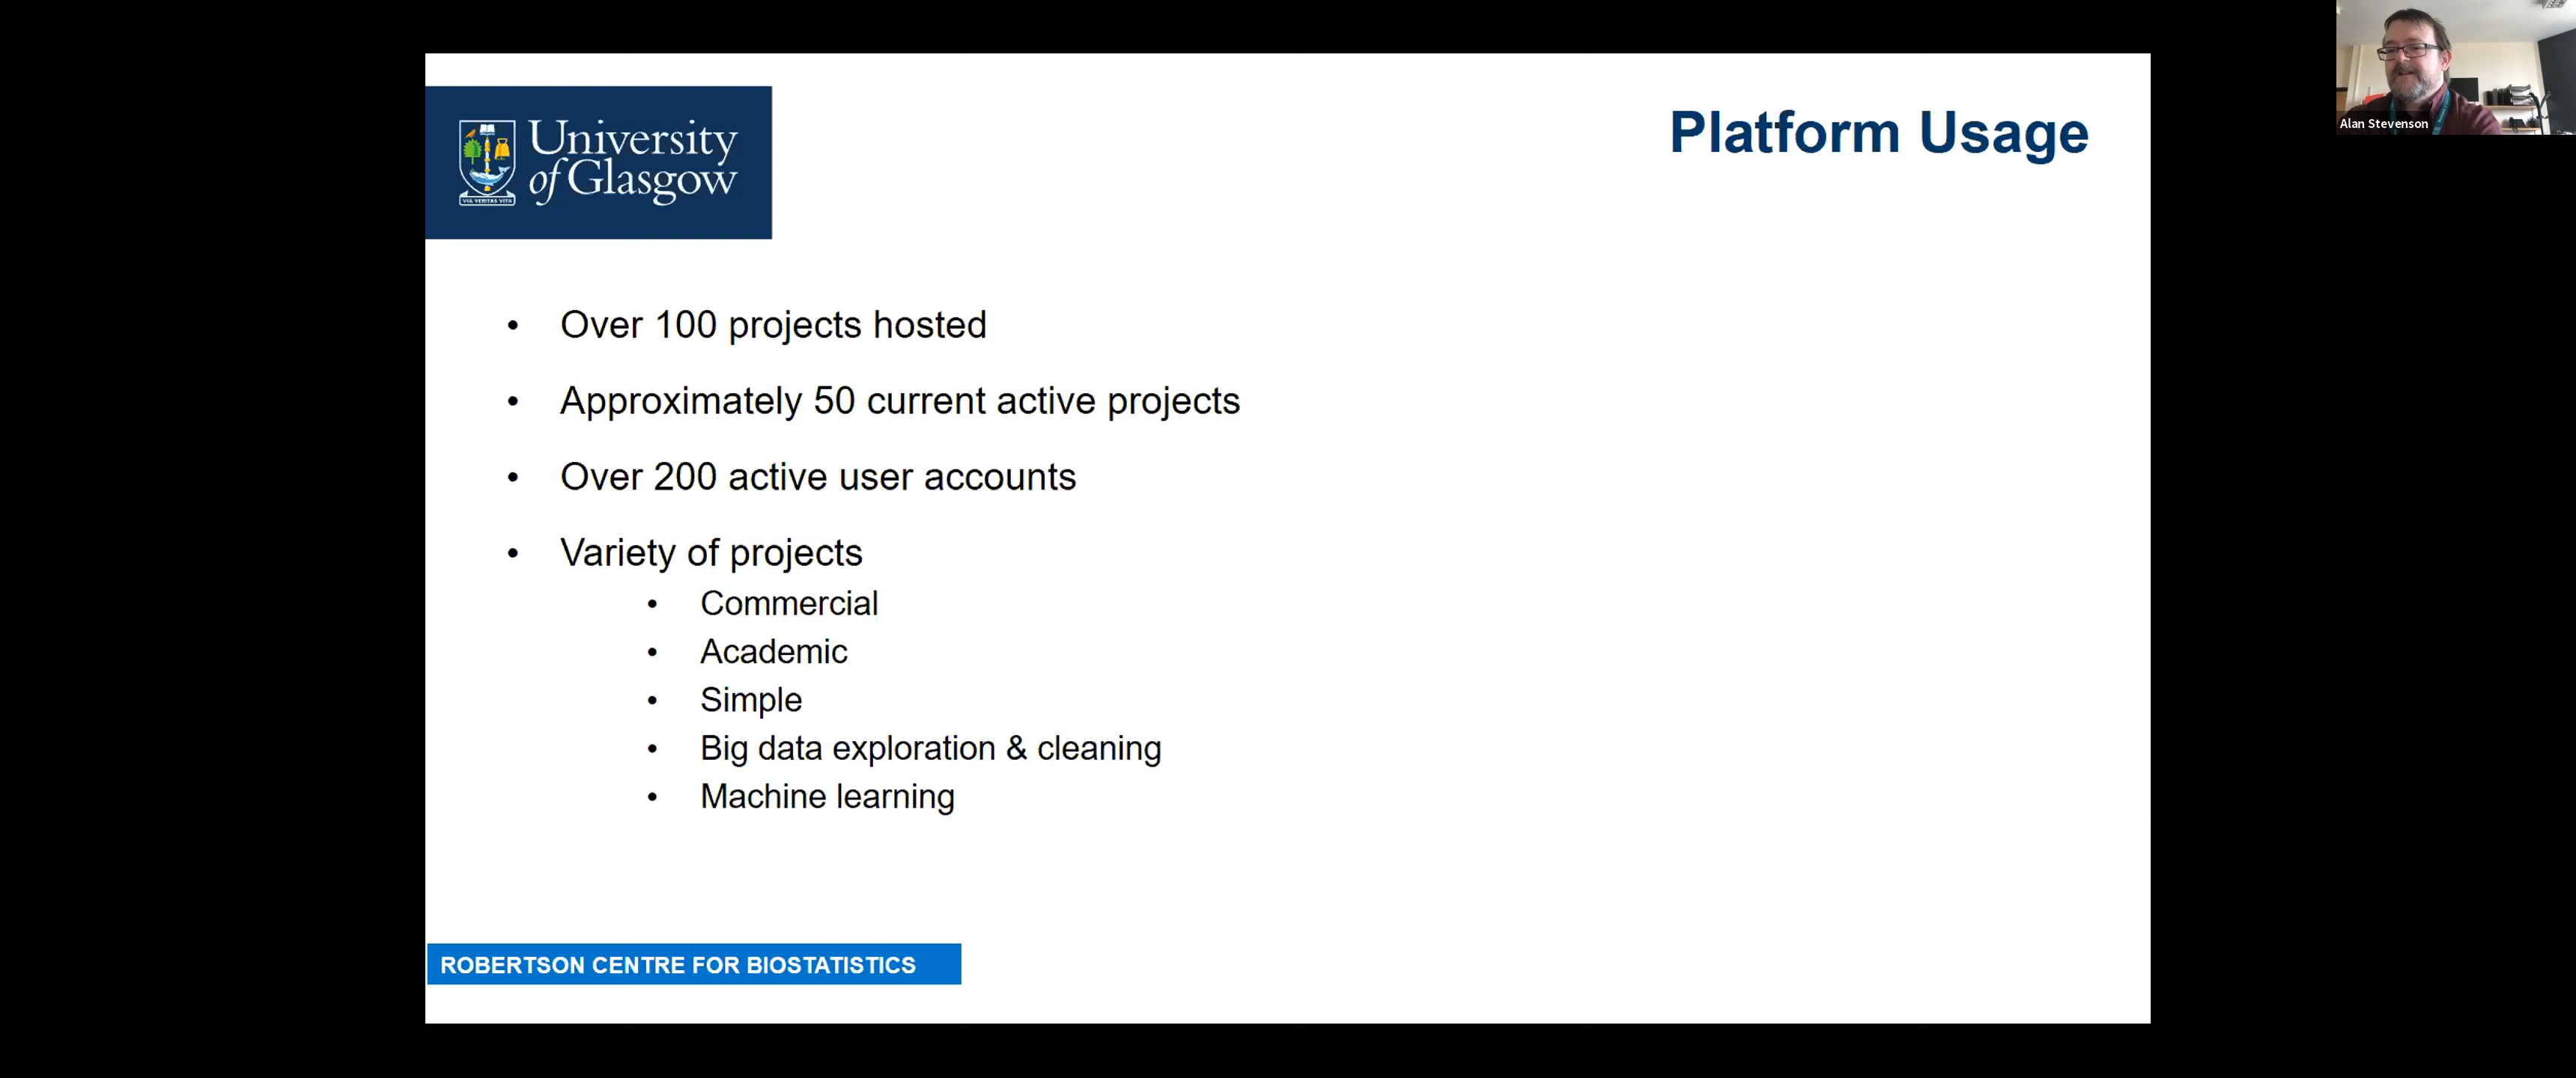 University
of Glasgow
VIA VERITAS VITA
Platform Usage
Alan Stevenson
• Over 100 projects hosted
• Approximately 50 current active projects
• Over 200 active user accounts
• Variety of projects
• Commercial
• Academic
• Simple
• Big data exploration & cleaning
• Machine learning
ROBERTSON CENTRE FOR BIOSTATISTICS